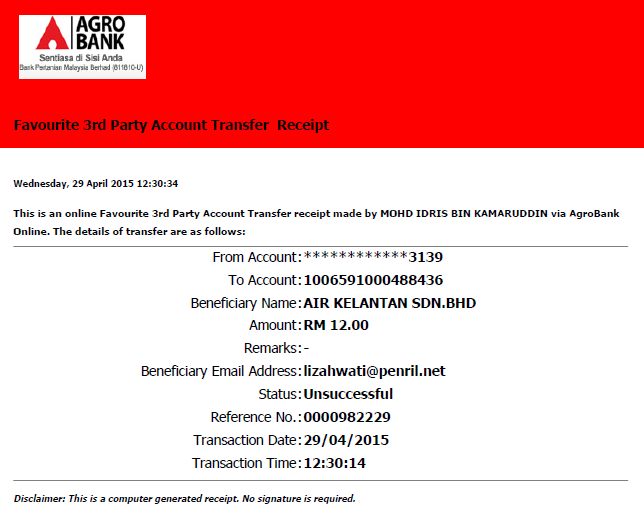 AGRO
BANK
Sentiasa di Sisi Anda
Bank Pertanian Malaysia Berhad (811810-U)
Favourite 3rd Party Account Transfer  Receipt
Wednesday, 29 April 2015 12:30:34
This is an online Favourite 3rd Party Account Transfer receipt made by MOHD IDRIS BIN KAMARUDDIN via AgroBank
Online. The details of transfer are as follows:
From Account:************3139
To Account:1006591000488436
Beneficiary Name:AIR KELANTAN SDN.BHD
Amount:RM 12.00
Remarks:-
Beneficiary Email Address:lizahwati@penril.net
Status:Unsuccessful
Reference No.:0000982229
Transaction Date:29/04/2015
Transaction Time:12:30:14
Disclaimer: This is a computer generated receipt. No signature is required.